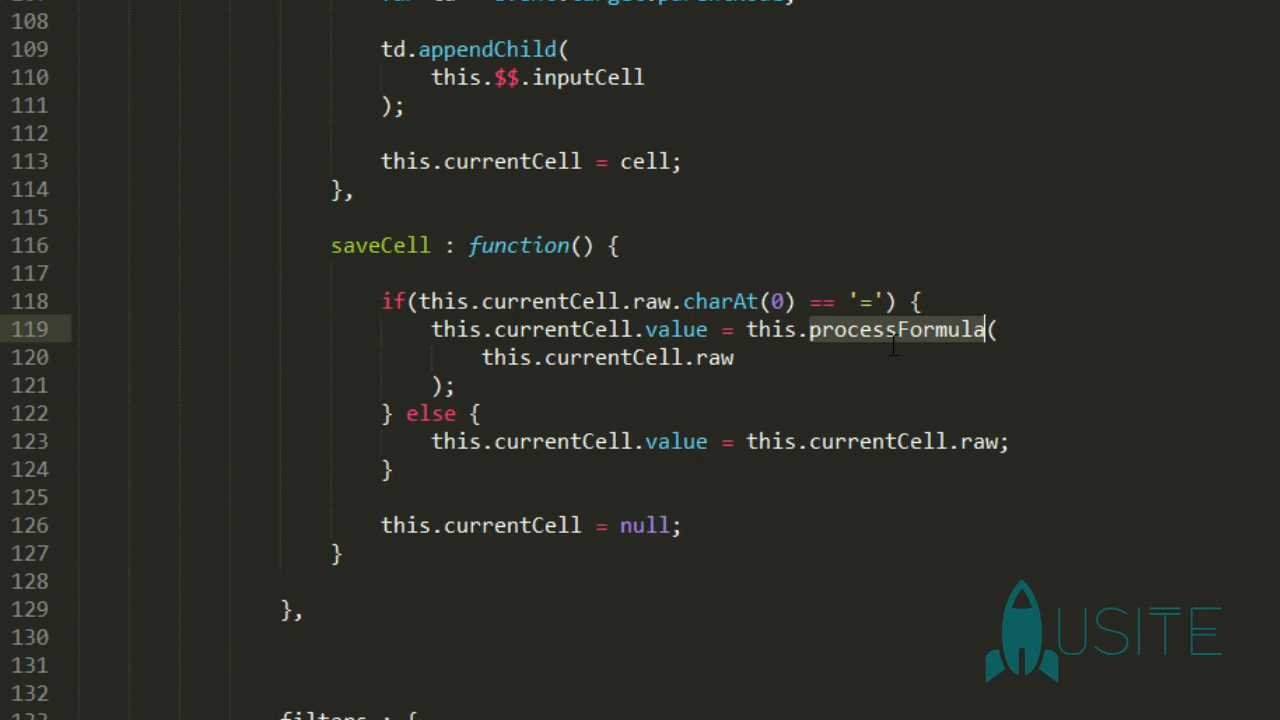 108
109 td.appendChild(
110 this.$$.inputCell
111 );
112
113 this.currentCell = cell;
114 },
115
116 saveCell : function() {
117
118 if(this.currentCell.raw.charAt(0) == '=') {
119 this.currentCell.value = this.processFormula(
120 this.currentCell.raw
121 );
122 } else {
123 this.currentCell.value = this.currentCell.raw;
124 }
125
126 this.currentCell = null;
127 }
128
129 },
130
131
132
filters : {
USITE